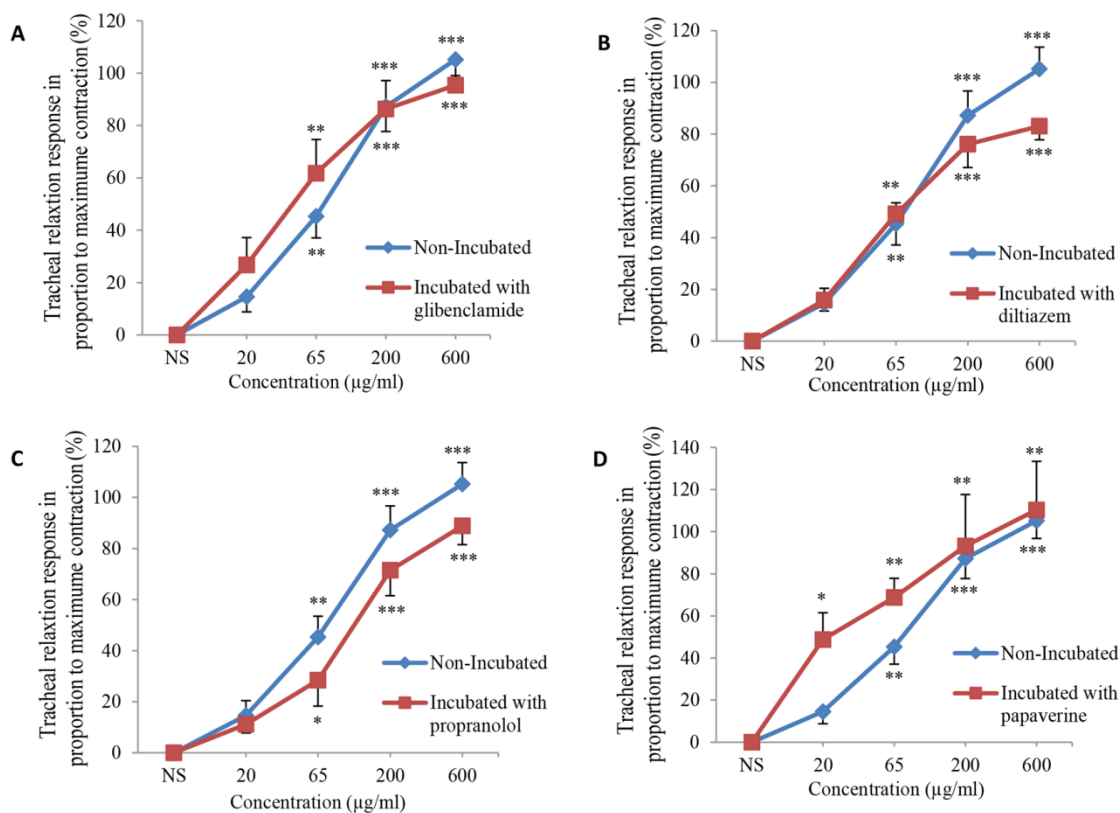 A
Tracheal relaxtion response in
proportion to maximume contraction (%)
120
100
80
60
40
20
0
***
***
**
***
***
**
Non-Incubated
Incubated with
glibenclamide
NS
20
65
200
600
Concentration (µg/ml)
B
Tracheal relaxtion response in
proportion to maximume contraction (%)
120
100
80
60
40
20
0
***
***
**
***
***
**
Non-Incubated
Incubated with
diltiazem
NS
20
65
200
600
Concentration (µg/ml)
C
Tracheal relaxtion response in
proportion to maximume contraction (%)
120
100
80
60
40
20
0
***
***
**
***
***
*
Non-Incubated
Incubated with
propranolol
NS
20
65
200
600
Concentration (µg/ml)
D
Tracheal relaxtion response in
proportion to maximume contraction (%)
140
120
100
80
60
40
20
0
**
**
**
*
***
***
**
Non-Incubated
Incubated with
papaverine
NS
20
65
200
600
Concentration (µg/ml)